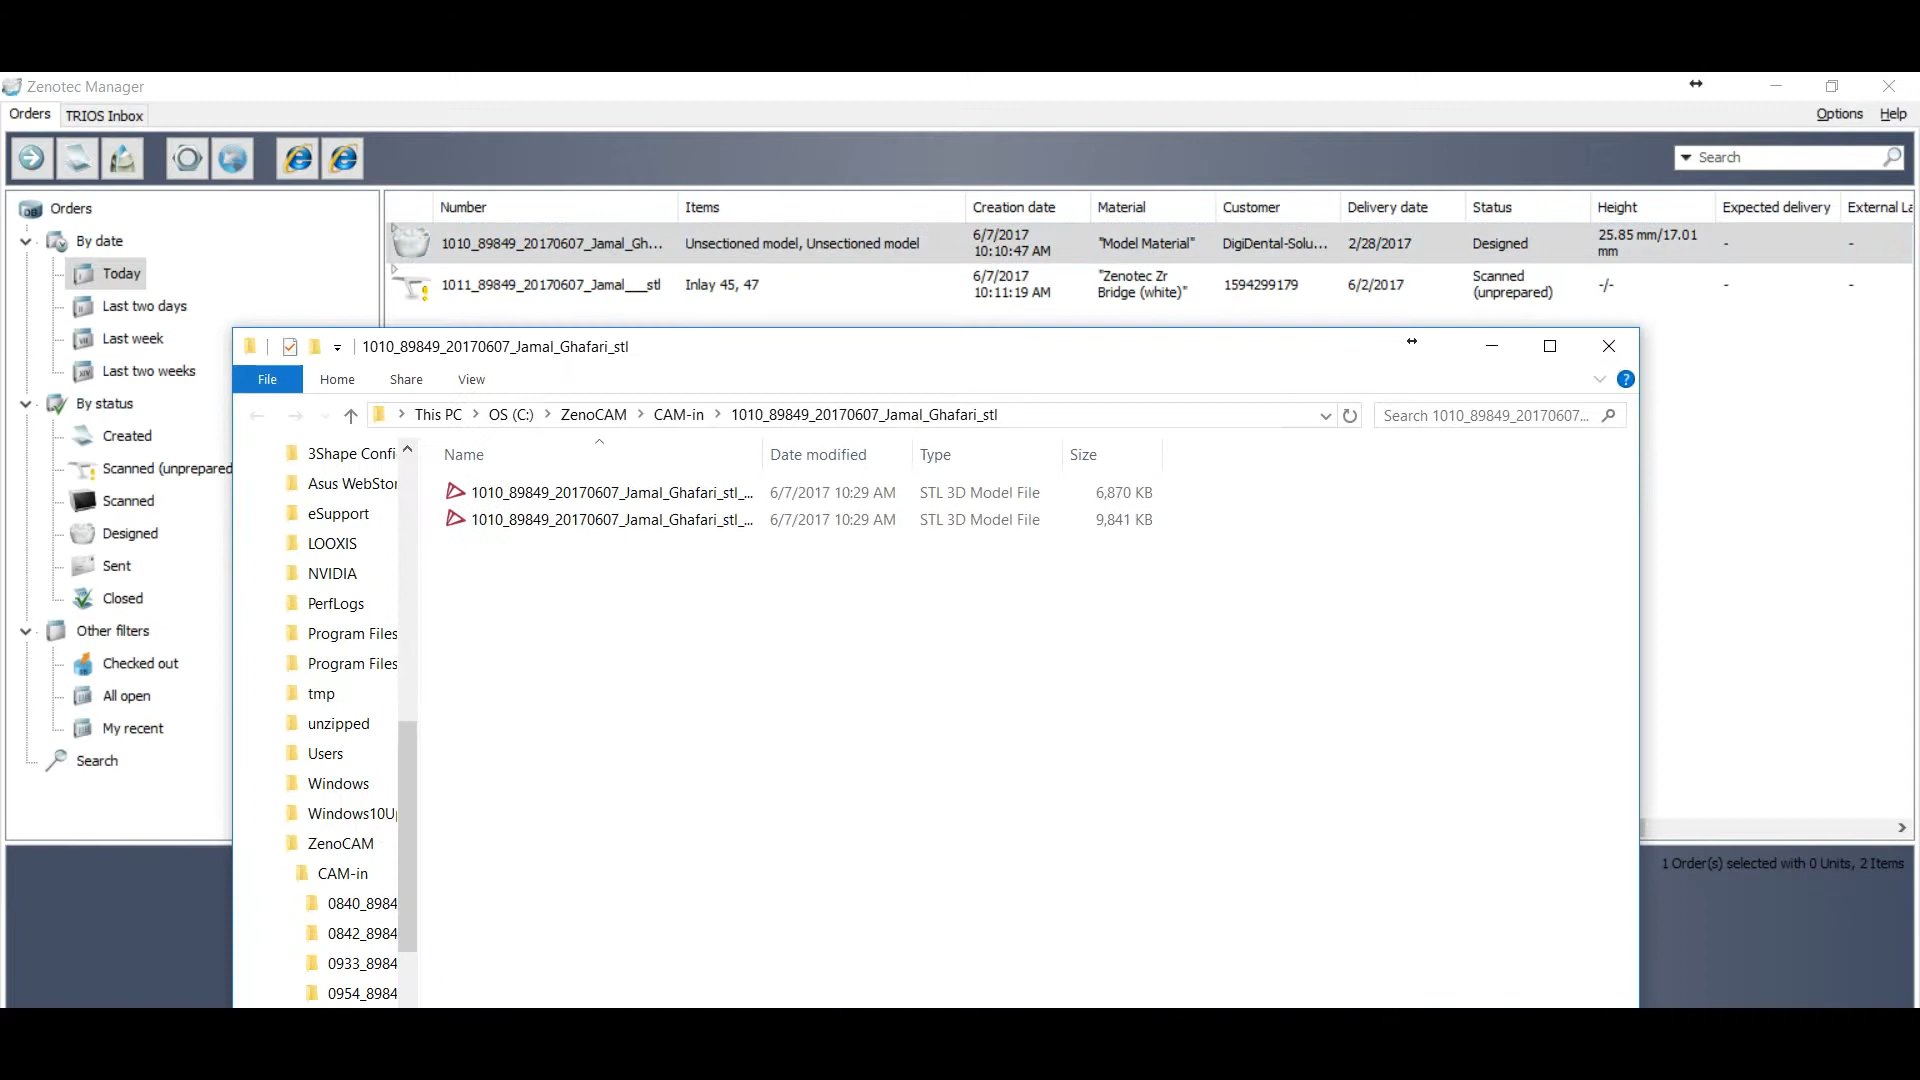 Zenotec Manager
Orders TRIOS Inbox Options Help
Search
Orders
By date
Today
Last two days
Last week
Last two weeks
By status
Created
Scanned (unprepared
Scanned
Designed
Sent
Closed
Other filters
Checked out
All open
My recent
Search
Number Items Creation date Material Customer Delivery date Status Height Expected delivery External La
1010_89849_20170607_Jamal_Gh... Unsectioned model, Unsectioned model 6/7/2017 10:10:47 AM "Model Material" DigiDental-Solu... 2/28/2017 Designed 25.85 mm/17.01 mm - -
1011_89849_20170607_Jamal___stl Inlay 45, 47 6/7/2017 10:11:19 AM "Zenotec Zr Bridge (white)" 1594299179 6/2/2017 Scanned (unprepared) -/- - -
1010_89849_20170607_Jamal_Ghafari_stl
File Home Share View
This PC > OS (C:) > ZenoCAM > CAM-in > 1010_89849_20170607_Jamal_Ghafari_stl
Search 1010_89849_20170607...
3Shape Confi
Asus WebStor
eSupport
LOOXIS
NVIDIA
PerfLogs
Program Files
Program Files
tmp
unzipped
Users
Windows
Windows10Up
ZenoCAM
CAM-in
0840_8984
0842_8984
0933_8984
0954_8984
Name Date modified Type Size
1010_89849_20170607_Jamal_Ghafari_stl_... 6/7/2017 10:29 AM STL 3D Model File 6,870 KB
1010_89849_20170607_Jamal_Ghafari_stl_... 6/7/2017 10:29 AM STL 3D Model File 9,841 KB
1 Order(s) selected with 0 Units, 2 Items